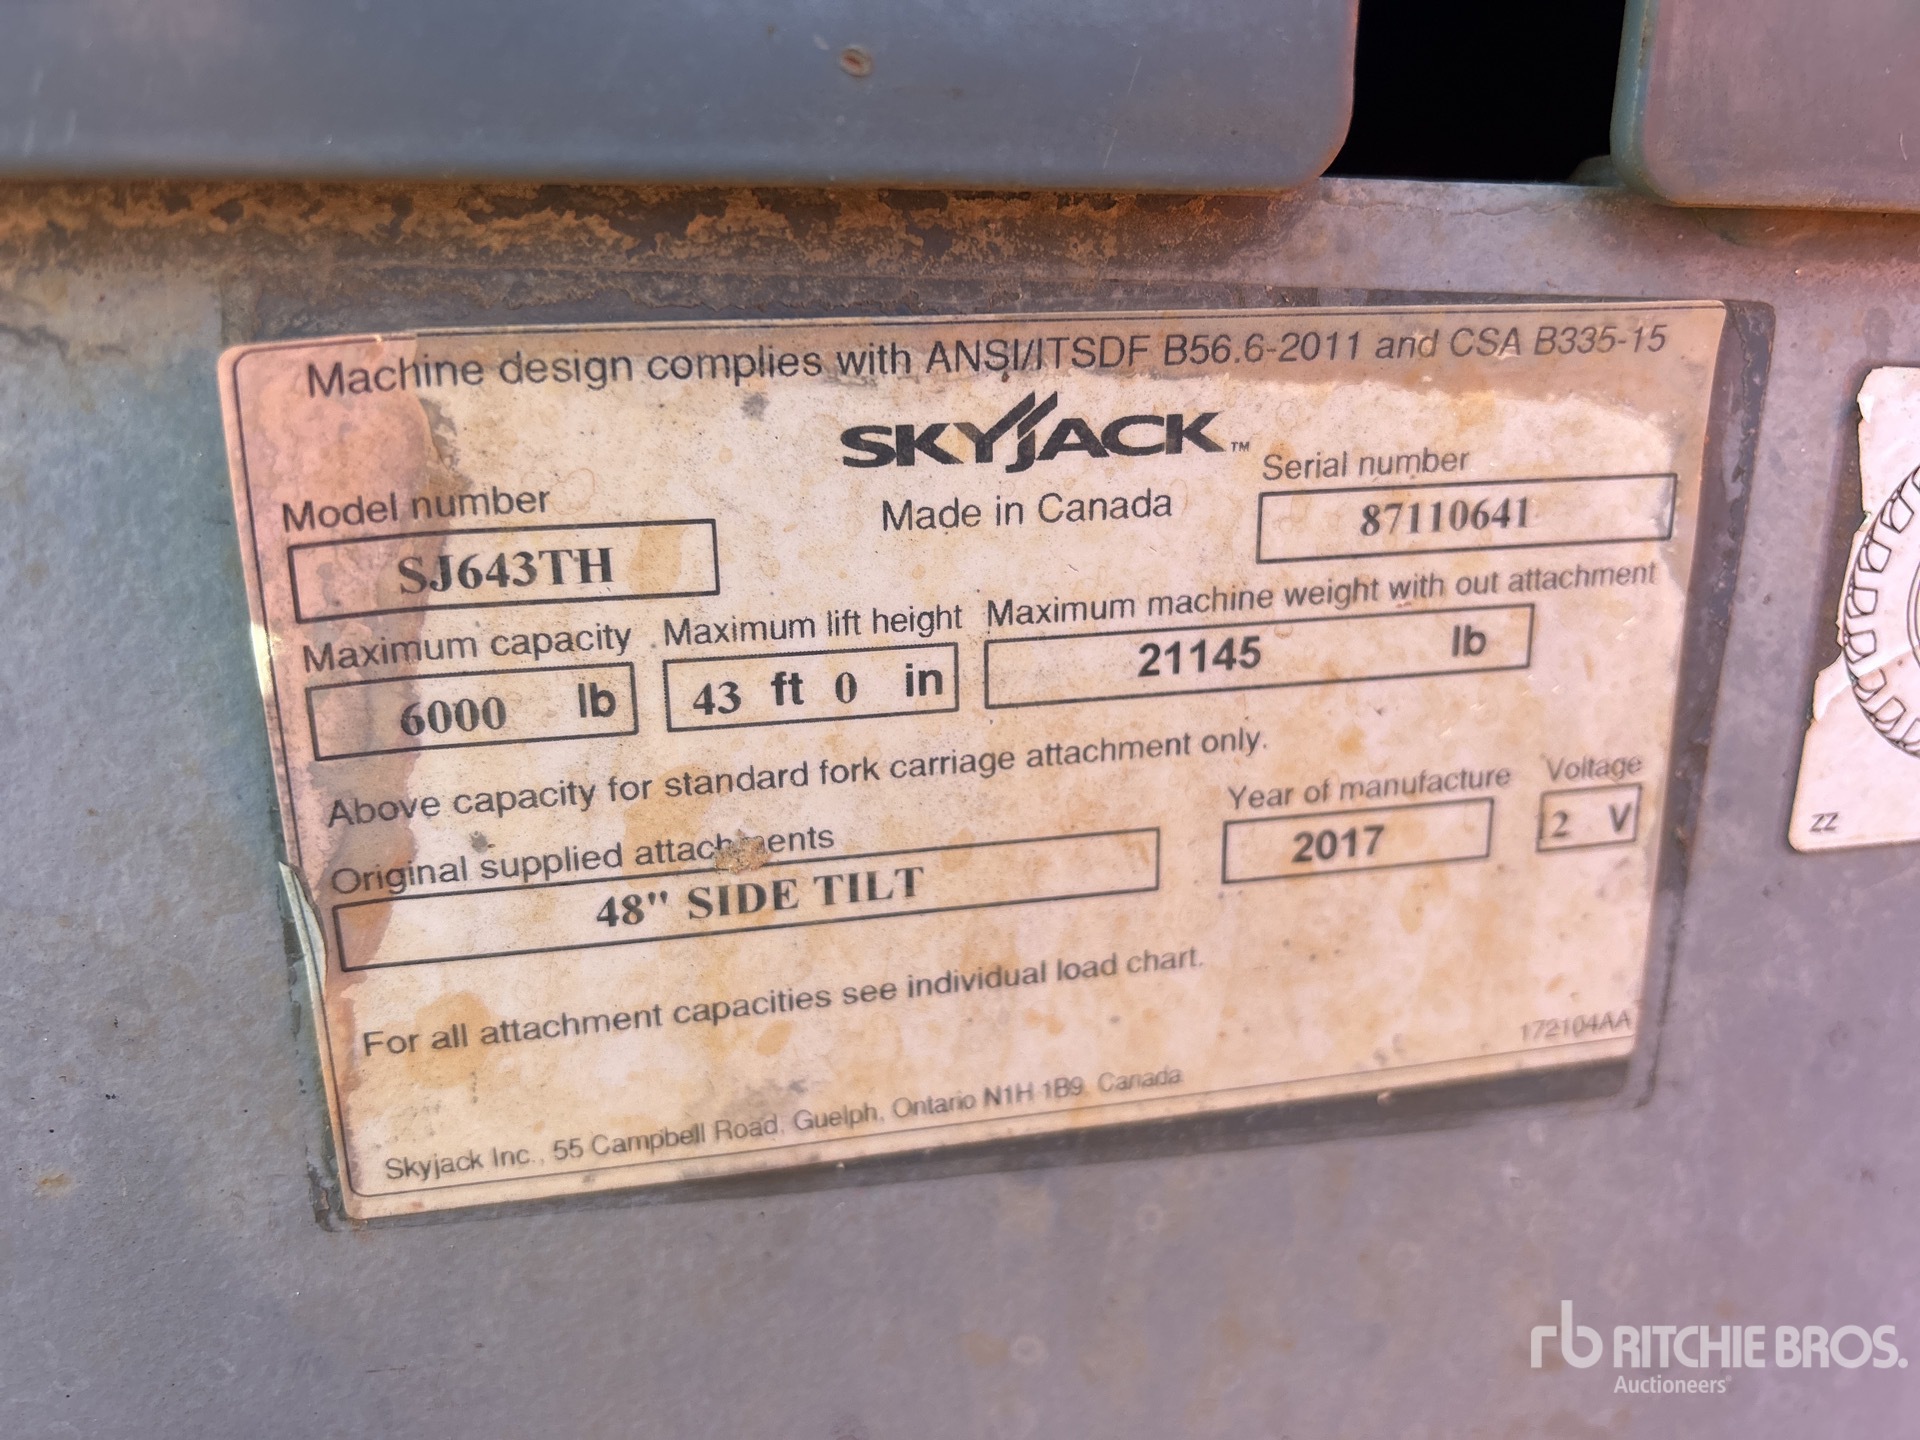 Machine design complies with ANSI/ITSDF B56.6-2011 and CSA B335-15
SKYJACK™
Made in Canada
Serial number
87110641
Model number
SJ643TH
Maximum capacity
6000 lb
Maximum lift height
43 ft 0 in
Maximum machine weight with out attachment
21145 lb
Above capacity for standard fork carriage attachment only.
Original supplied attachments
48" SIDE TILT
Year of manufacture
2017
Voltage
2 V
For all attachment capacities see individual load chart.
172104AA
Skyjack Inc., 55 Campbell Road, Guelph, Ontario N1H 1B9 Canada
ZZ
rb RITCHIE BROS.
Auctioneers